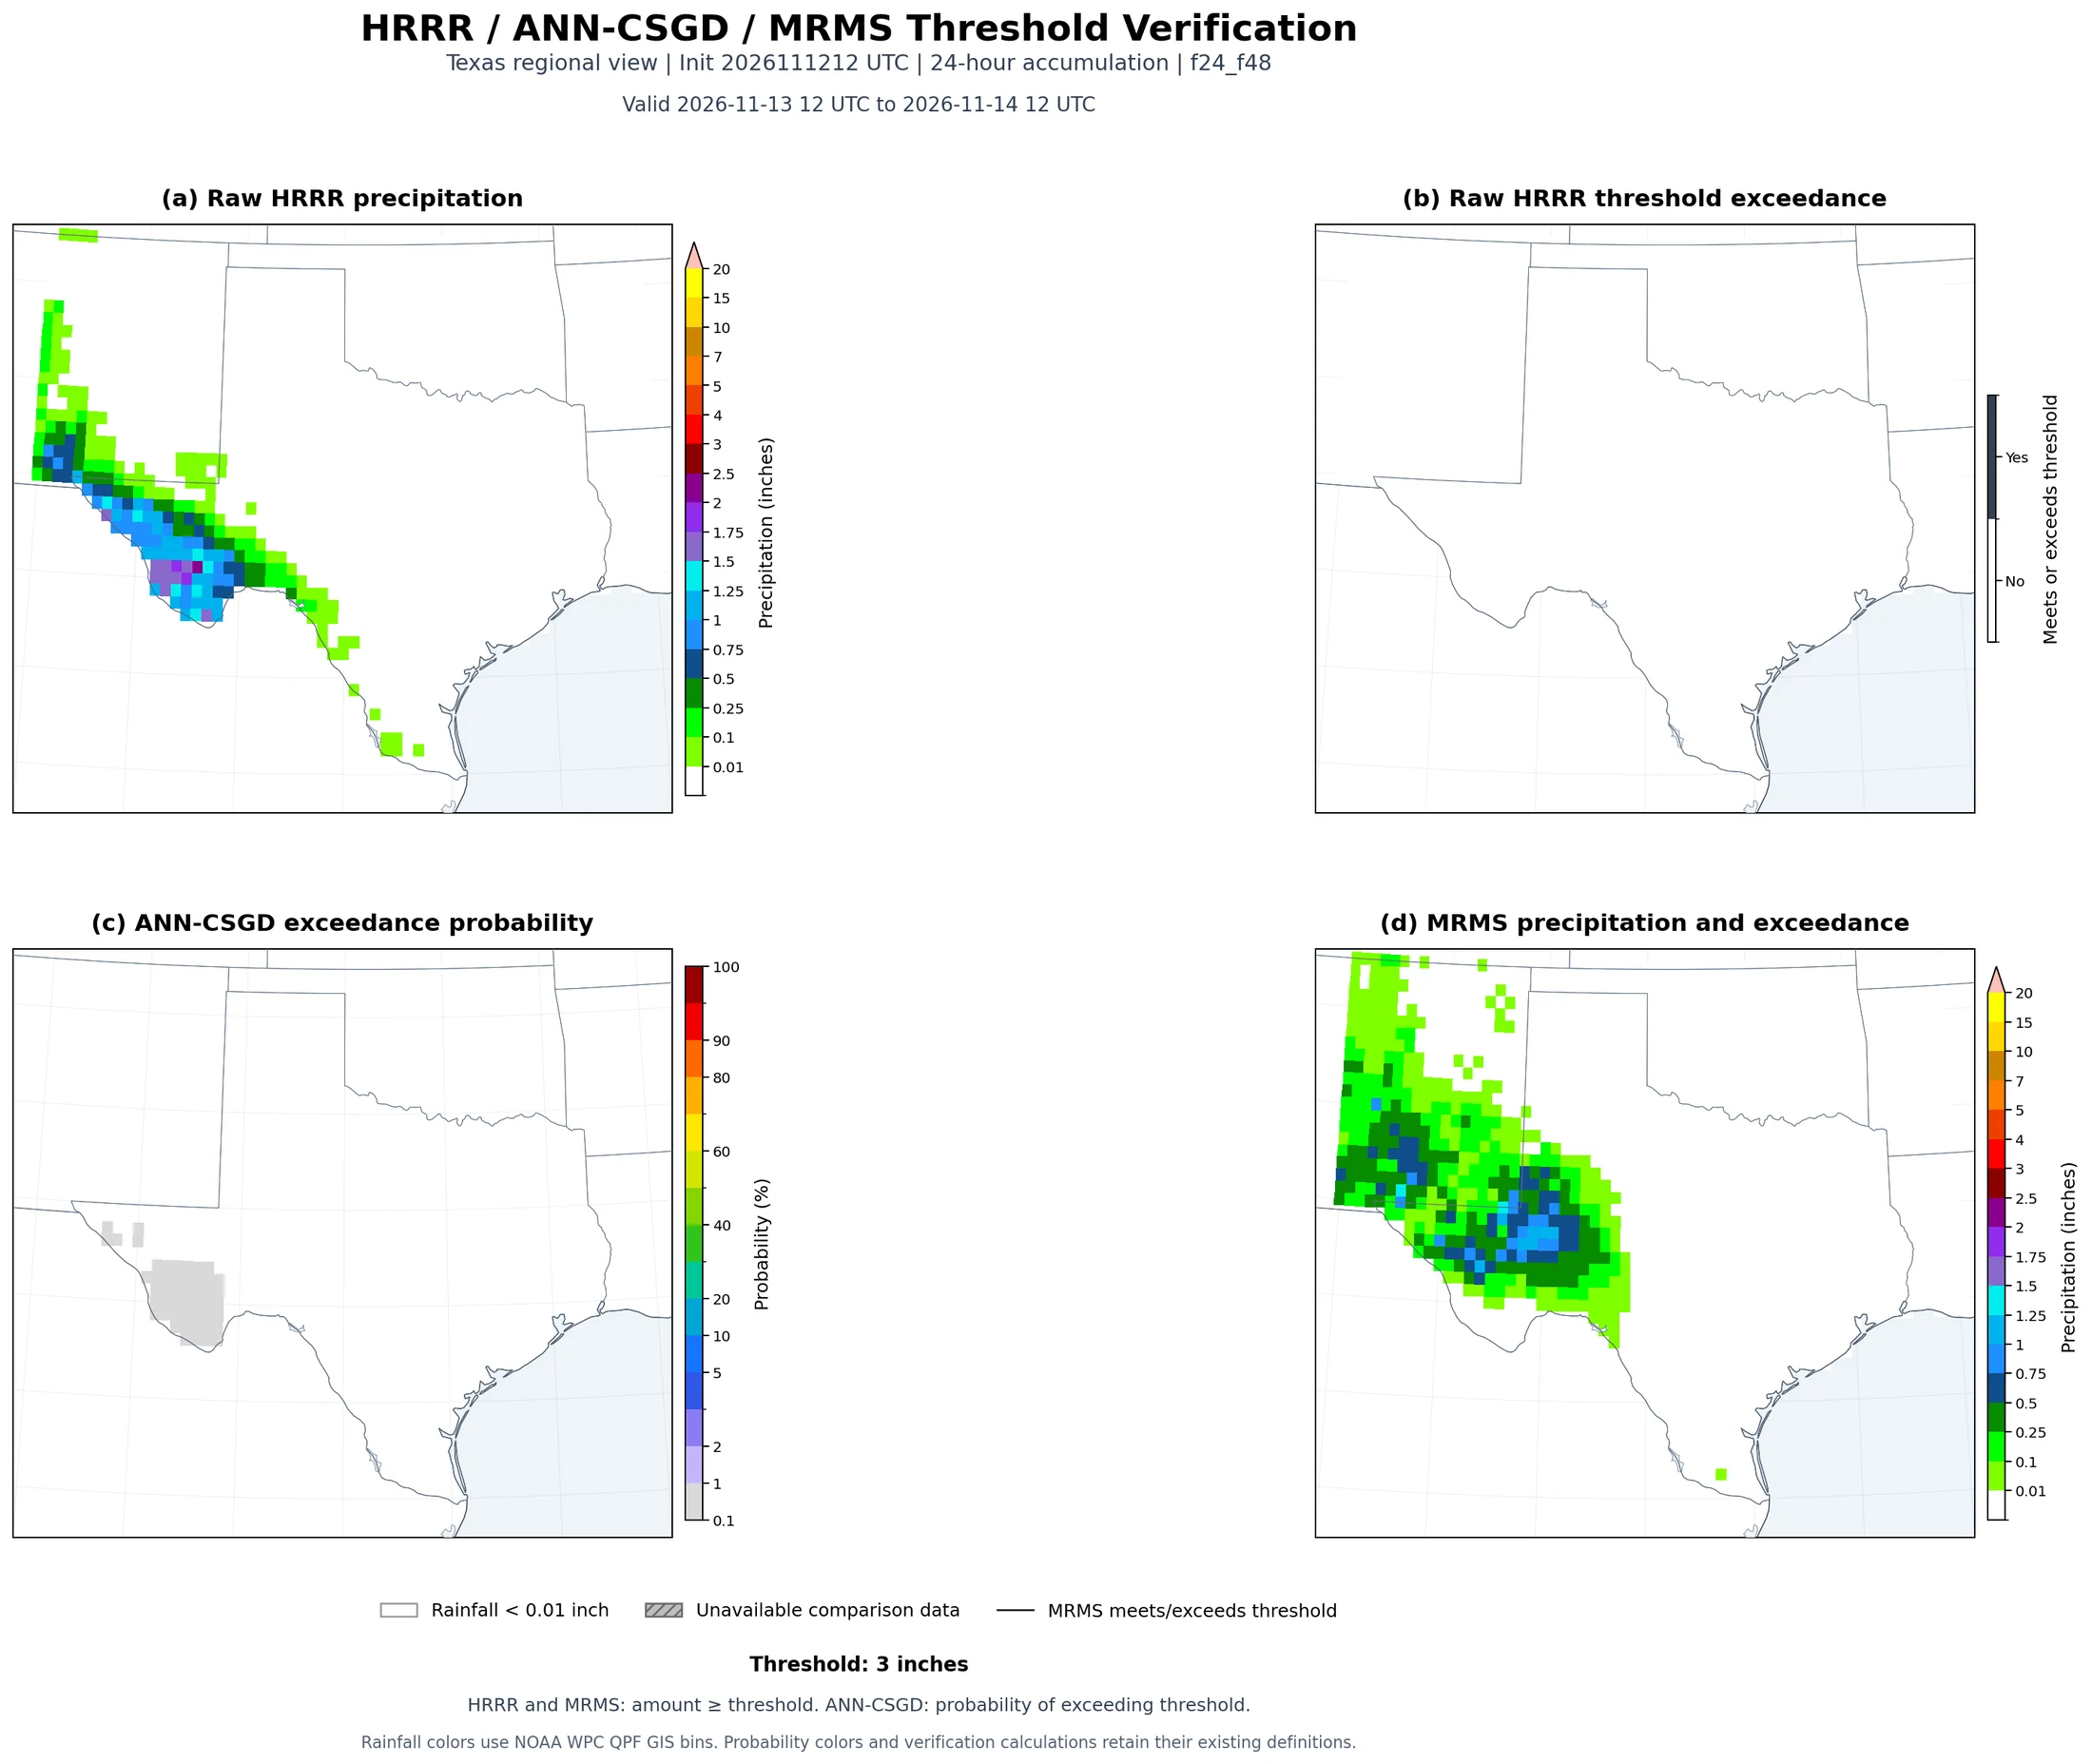 HRRR / ANN-CSGD / MRMS Threshold Verification
Texas regional view | Init 2026111212 UTC | 24-hour accumulation | f24_f48
Valid 2026-11-13 12 UTC to 2026-11-14 12 UTC
(a) Raw HRRR precipitation
20
15
10
7
5
4
3
2.5
2
1.75
1.5
1.25
1
0.75
0.5
0.25
0.1
0.01
Precipitation (inches)
(b) Raw HRRR threshold exceedance
Yes
No
Meets or exceeds threshold
(c) ANN-CSGD exceedance probability
100
90
80
60
40
20
10
5
2
1
0.1
Probability (%)
(d) MRMS precipitation and exceedance
20
15
10
7
5
4
3
2.5
2
1.75
1.5
1.25
1
0.75
0.5
0.25
0.1
0.01
Precipitation (inches)
Rainfall < 0.01 inch
Unavailable comparison data
MRMS meets/exceeds threshold
Threshold: 3 inches
HRRR and MRMS: amount ≥ threshold. ANN-CSGD: probability of exceeding threshold.
Rainfall colors use NOAA WPC QPF GIS bins. Probability colors and verification calculations retain their existing definitions.